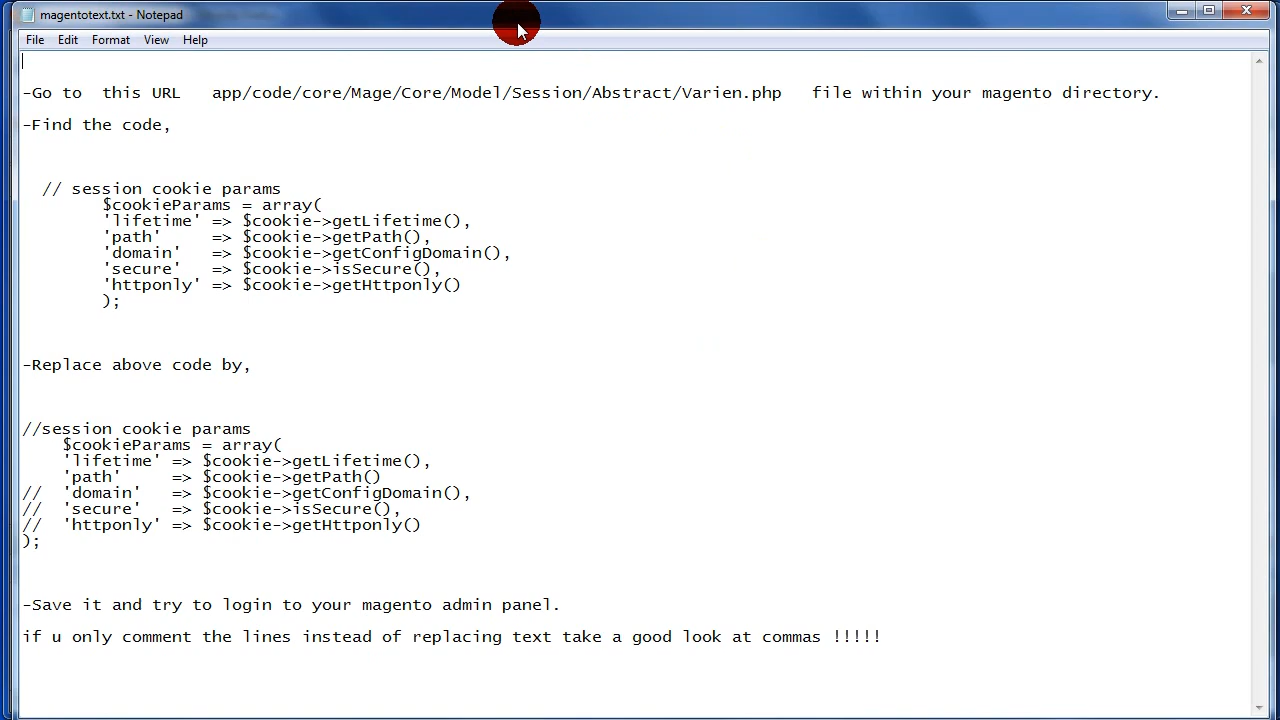 magentotext.txt - Notepad
File Edit Format View Help
-Go to  this URL   app/code/core/Mage/Core/Model/Session/Abstract/Varien.php   file within your magento directory.
-Find the code,
  // session cookie params
        $cookieParams = array(
        'lifetime' => $cookie->getLifetime(),
        'path'     => $cookie->getPath(),
        'domain'   => $cookie->getConfigDomain(),
        'secure'   => $cookie->isSecure(),
        'httponly' => $cookie->getHttponly()
        );
-Replace above code by,
//session cookie params
    $cookieParams = array(
    'lifetime' => $cookie->getLifetime(),
    'path'     => $cookie->getPath()
//  'domain'   => $cookie->getConfigDomain(),
//  'secure'   => $cookie->isSecure(),
//  'httponly' => $cookie->getHttponly()
);
-Save it and try to login to your magento admin panel.
if u only comment the lines instead of replacing text take a good look at commas !!!!!